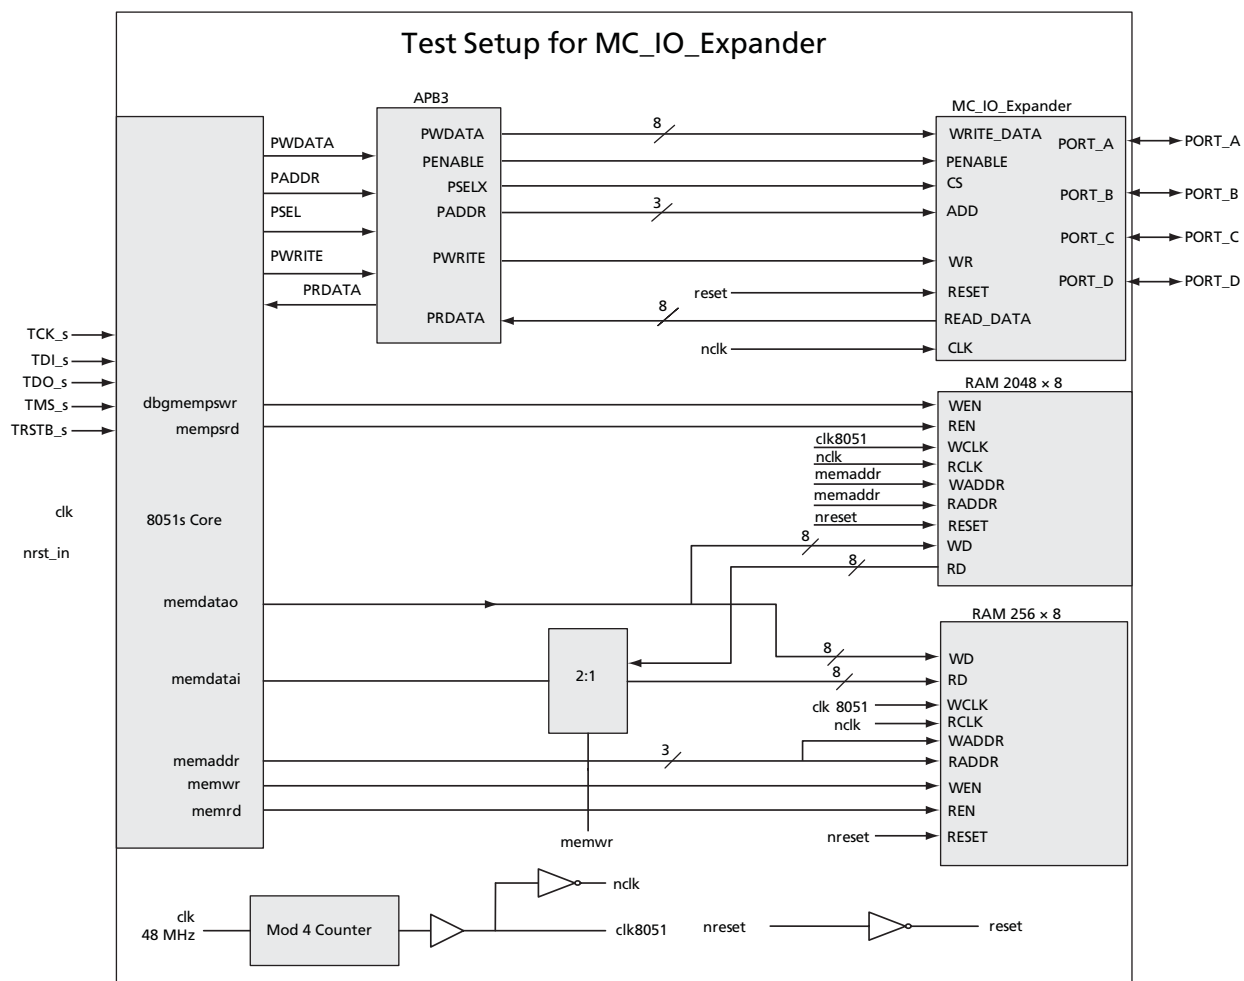 Test Setup for MC_IO_Expander
APB3
MC_IO_Expander
PWDATA
PADDR
PSEL
PWRITE
PRDATA
PWDATA
PENABLE
PSELX
PADDR
PWRITE
PRDATA
8
3
reset
8
nclk
WRITE_DATA
PENABLE
CS
ADD
WR
RESET
READ_DATA
CLK
PORT_A
PORT_B
PORT_C
PORT_D
PORT_A
PORT_B
PORT_C
PORT_D
TCK_s
TDI_s
TDO_s
TMS_s
TRSTB_s
clk
nrst_in
dbgmempswr
mempsrd
8051s Core
memdatao
memdatai
memaddr
memwr
memrd
RAM 2048 × 8
clk8051
nclk
memaddr
memaddr
nreset
8
8
WEN
REN
WCLK
RCLK
WADDR
RADDR
RESET
WD
RD
2:1
memwr
3
RAM 256 × 8
8
8
clk 8051
nclk
nreset
WD
RD
WCLK
RCLK
WADDR
RADDR
WEN
REN
RESET
clk
48 MHz
Mod 4 Counter
nclk
clk8051
nreset
reset